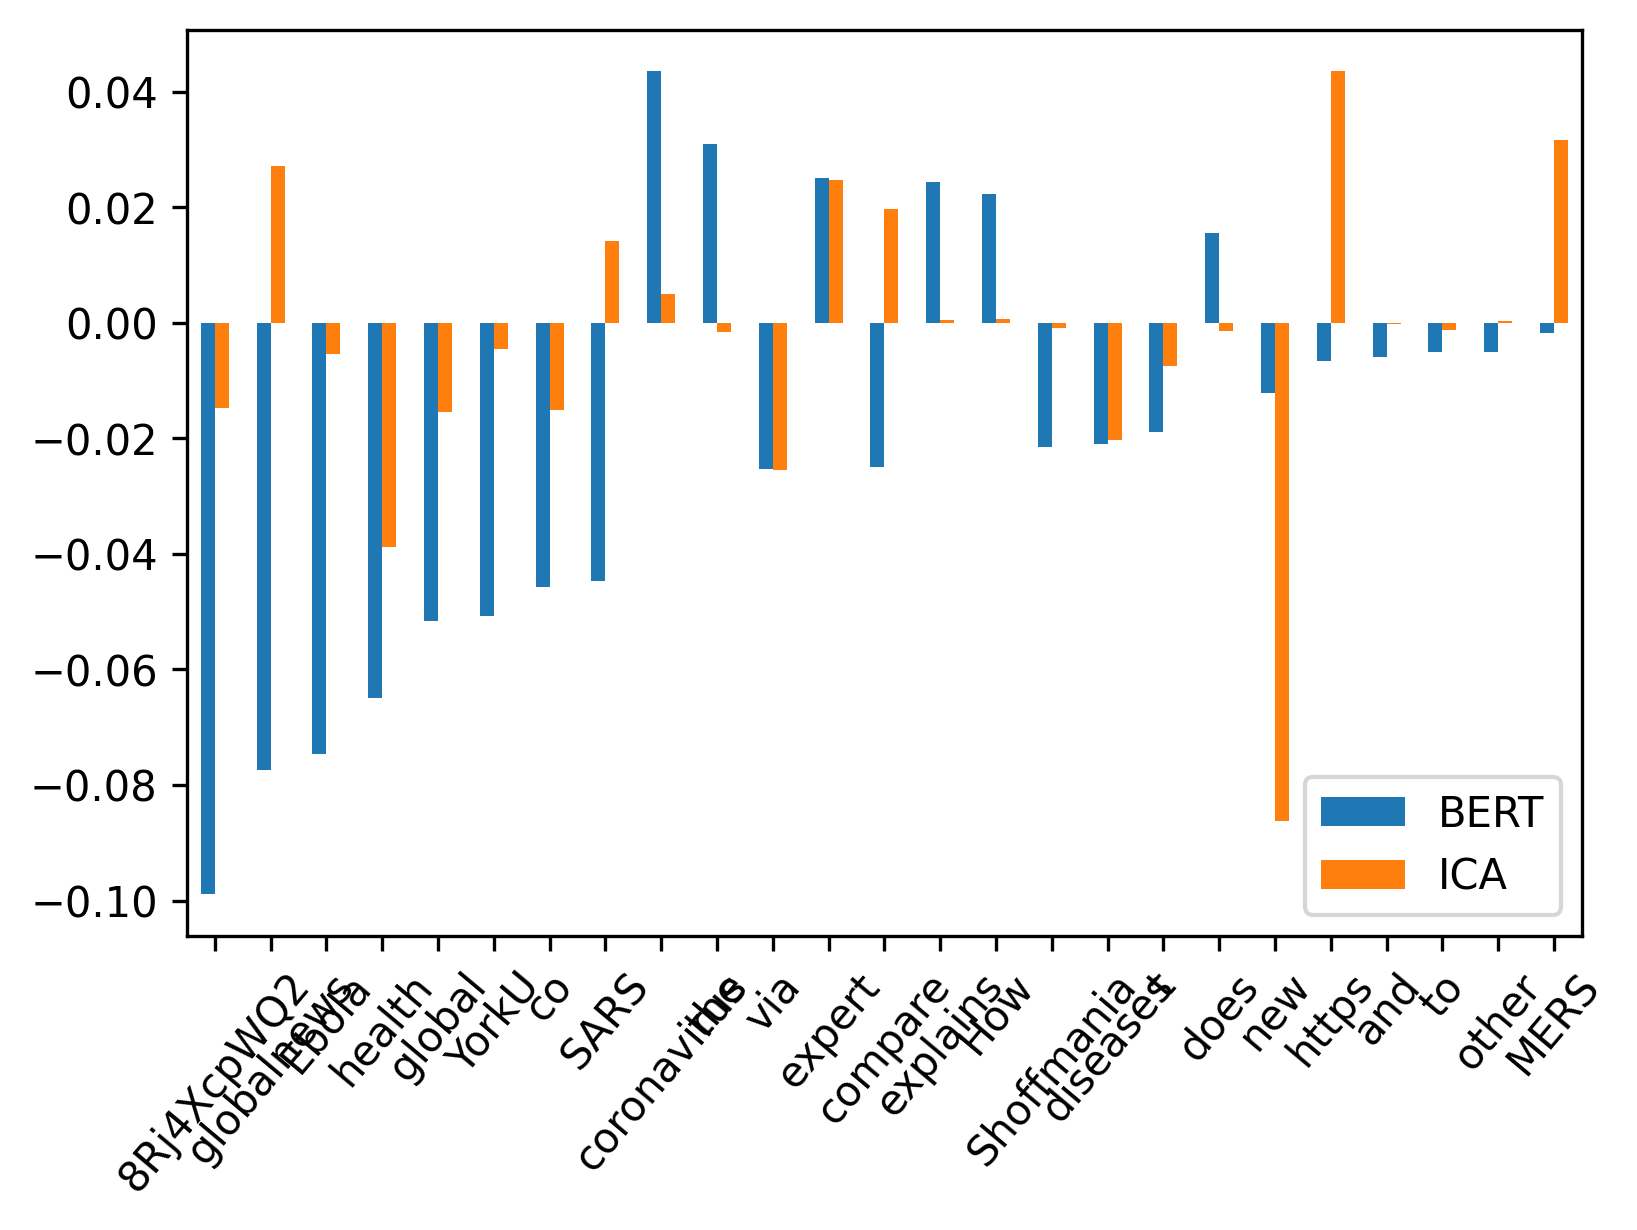 0.04
0.02
0.00
−0.02
−0.04
−0.06
−0.08
−0.10
BERT
ICA
8Rj4XcpWQ2
globalnews
Ebola
health
global
YorkU
co
SARS
coronavirus
the
via
expert
compare
explains
How
Shoffmania
diseases
t
does
new
https
and
to
other
MERS